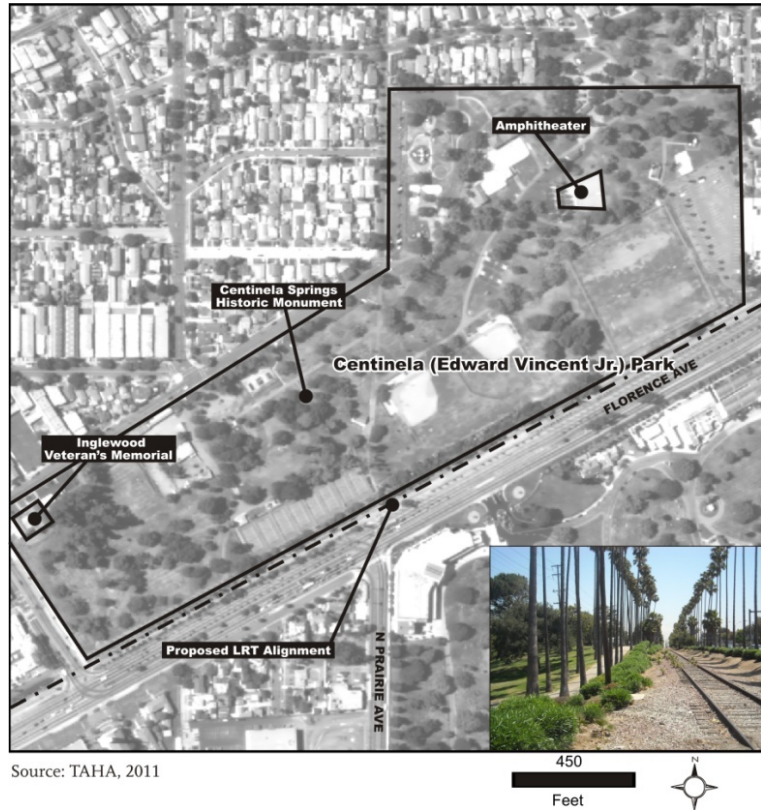 Amphitheater
Centinela Springs
Historic Monument
Centinela (Edward Vincent Jr.) Park
FLORENCE AVE
Inglewood
Veteran's Memorial
Proposed LRT Alignment
N PRAIRIE AVE
Source: TAHA, 2011
450
Feet
N